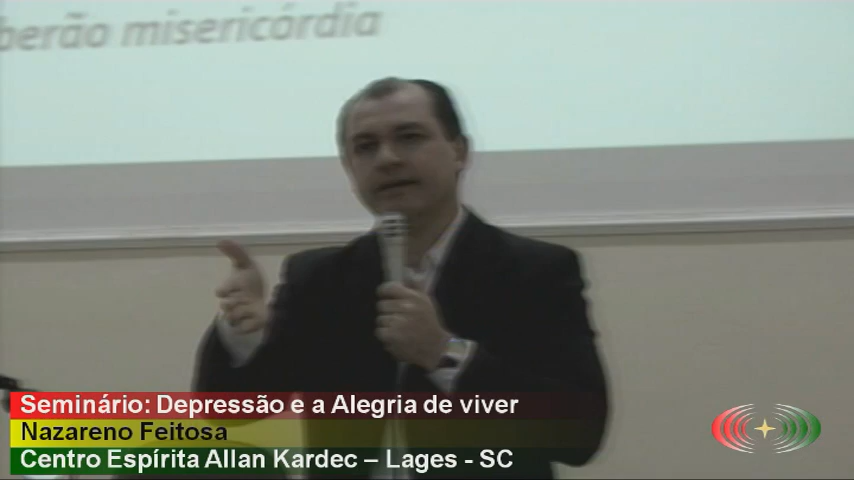 berão misericórdia
Seminário: Depressão e a Alegria de viver
Nazareno Feitosa
Centro Espírita Allan Kardec – Lages - SC